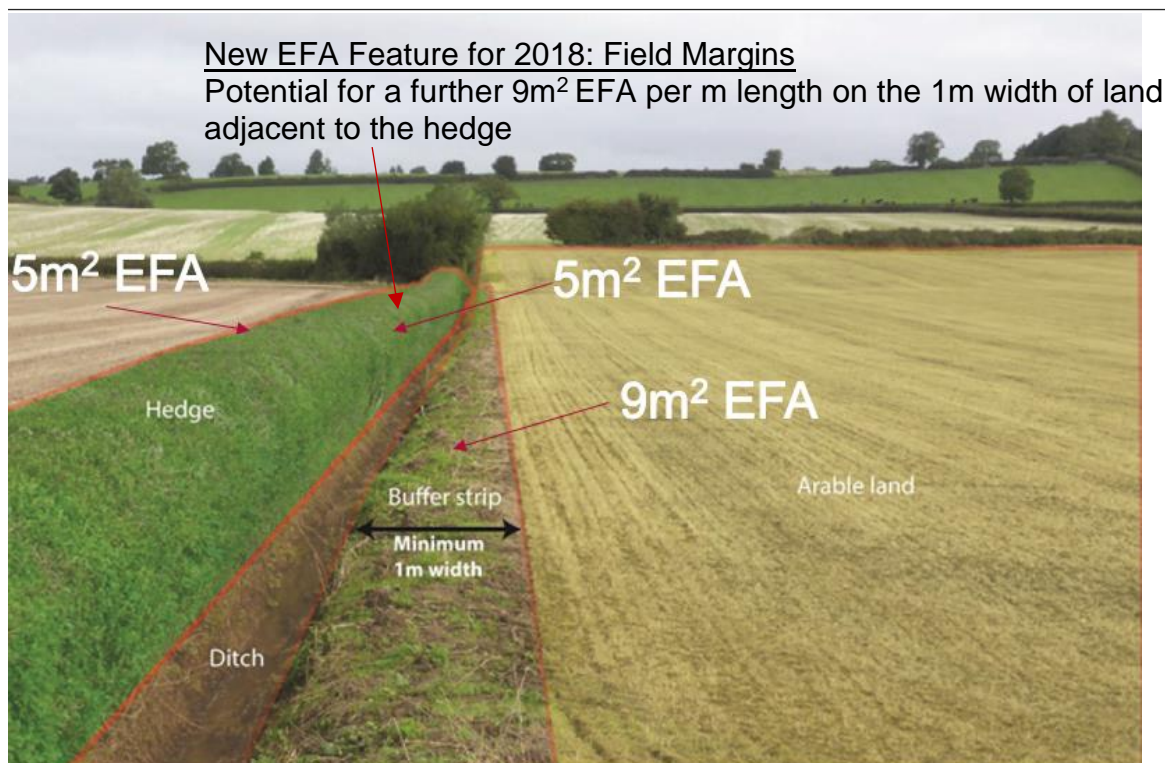 New EFA Feature for 2018: Field Margins
Potential for a further 9m² EFA per m length on the 1m width of land
adjacent to the hedge
5m² EFA
5m² EFA
9m² EFA
Hedge
Buffer strip
Arable land
Minimum
1m width
Ditch